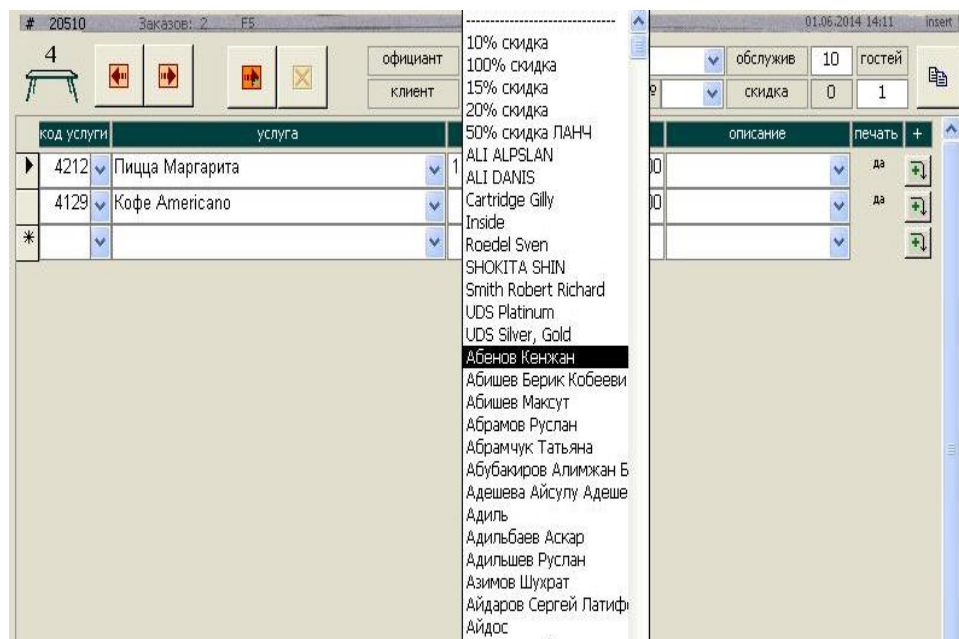 # 20510 Заказов: 2 F5 01.06.2014 14:11 insert
4 официант обслужив 10 гостей
клиент скидка 0 1
код услуги услуга описание печать +
4212 Пицца Маргарита 1 00 да
4129 Кофе Americano 00 да
*
--------------------------------
10% скидка
100% скидка
15% скидка
20% скидка
50% скидка ЛАНЧ
ALI ALPSLAN
ALI DANIS
Cartridge Gilly
Inside
Roedel Sven
SHOKITA SHIN
Smith Robert Richard
UDS Platinum
UDS Silver, Gold
Абенов Кенжан
Абишев Берик Кобееви
Абишев Максут
Абрамов Руслан
Абрамчук Татьяна
Абубакиров Алимжан Б
Адешева Айсулу Адеше
Адиль
Адильбаев Аскар
Адильшев Руслан
Азимов Шухрат
Айдаров Сергей Латиф
Айдос